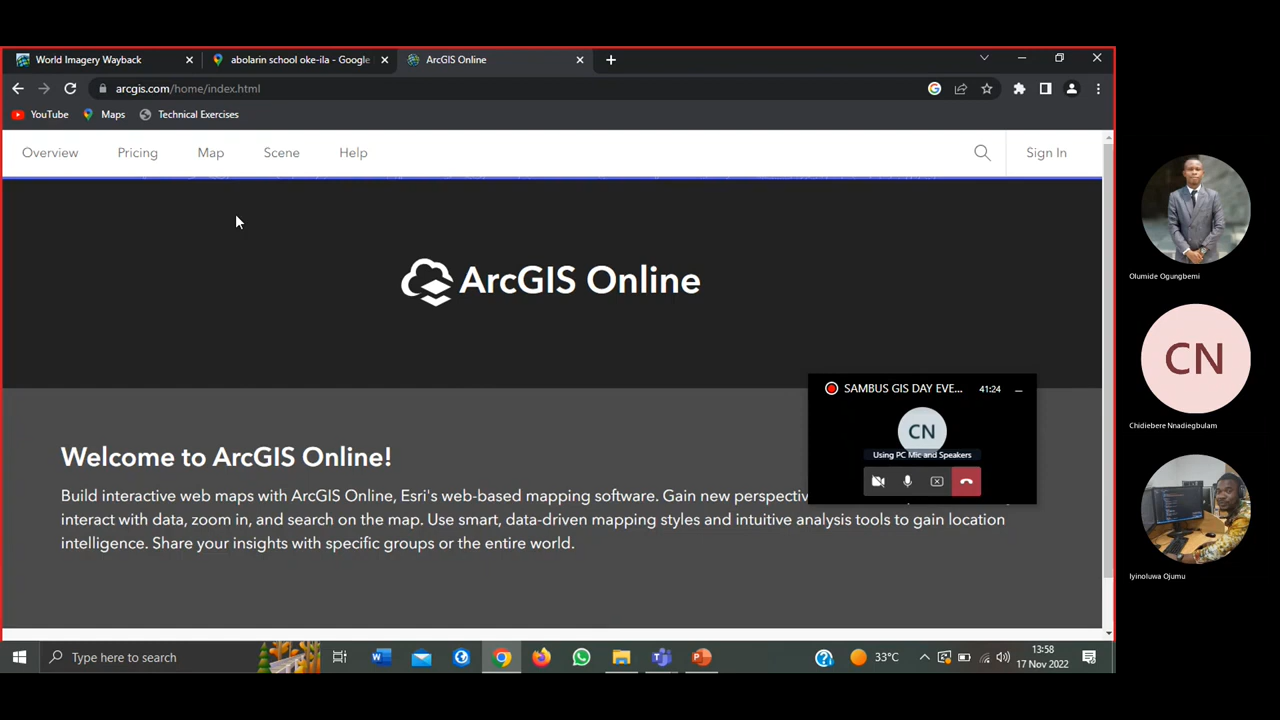 World Imagery Wayback
abolarin school oke-ila - Google
ArcGIS Online
arcgis.com/home/index.html
YouTube
Maps
Technical Exercises
Overview
Pricing
Map
Scene
Help
Sign In
ArcGIS Online
Olumide Ogungbemi
CN
Chidiebere Nnadiegbulam
SAMBUS GIS DAY EVE...
41:24
CN
Using PC Mic and Speakers
Welcome to ArcGIS Online!
Build interactive web maps with ArcGIS Online, Esri's web-based mapping software. Gain new
interact with data, zoom in, and search on the map. Use smart, data-driven mapping styles and intuitive analysis tools to gain location
intelligence. Share your insights with specific groups or the entire world.
Iyinoluwa Ojumu
Type here to search
33°C
13:58
17 Nov 2022